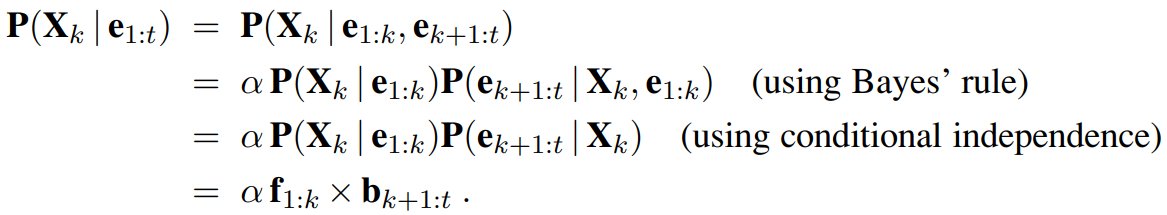 P(X_k | e_{1:t}) = P(X_k | e_{1:k}, e_{k+1:t})
= α P(X_k | e_{1:k})P(e_{k+1:t} | X_k, e_{1:k}) (using Bayes’ rule)
= α P(X_k | e_{1:k})P(e_{k+1:t} | X_k) (using conditional independence)
= α f_{1:k} × b_{k+1:t} .